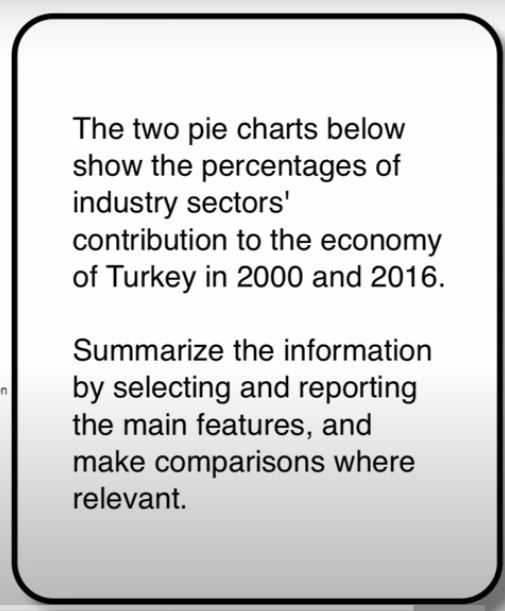 The two pie charts below
show the percentages of
industry sectors'
contribution to the economy
of Turkey in 2000 and 2016.
Summarize the information
by selecting and reporting
the main features, and
make comparisons where
relevant.
n